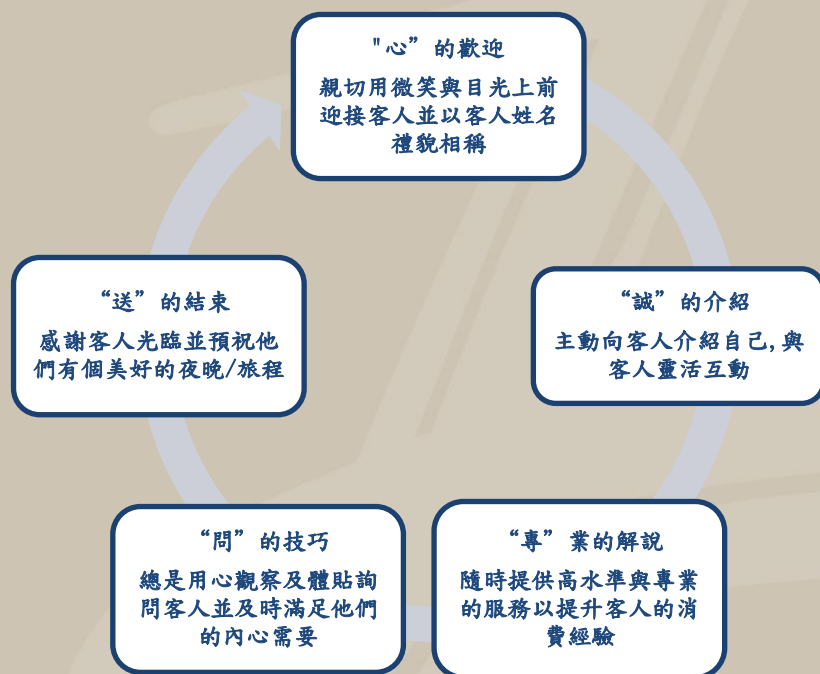 "心”的歡迎
親切用微笑與目光上前
迎接客人並以客人姓名
禮貌相稱
“誠”的介紹
主動向客人介紹自己,與
客人靈活互動
“專”業的解說
隨時提供高水準與專業
的服務以提升客人的消
費經驗
“問”的技巧
總是用心觀察及體貼詢
問客人並及時滿足他們
的內心需要
“送”的結束
感謝客人光臨並預祝他
們有個美好的夜晚/旅程